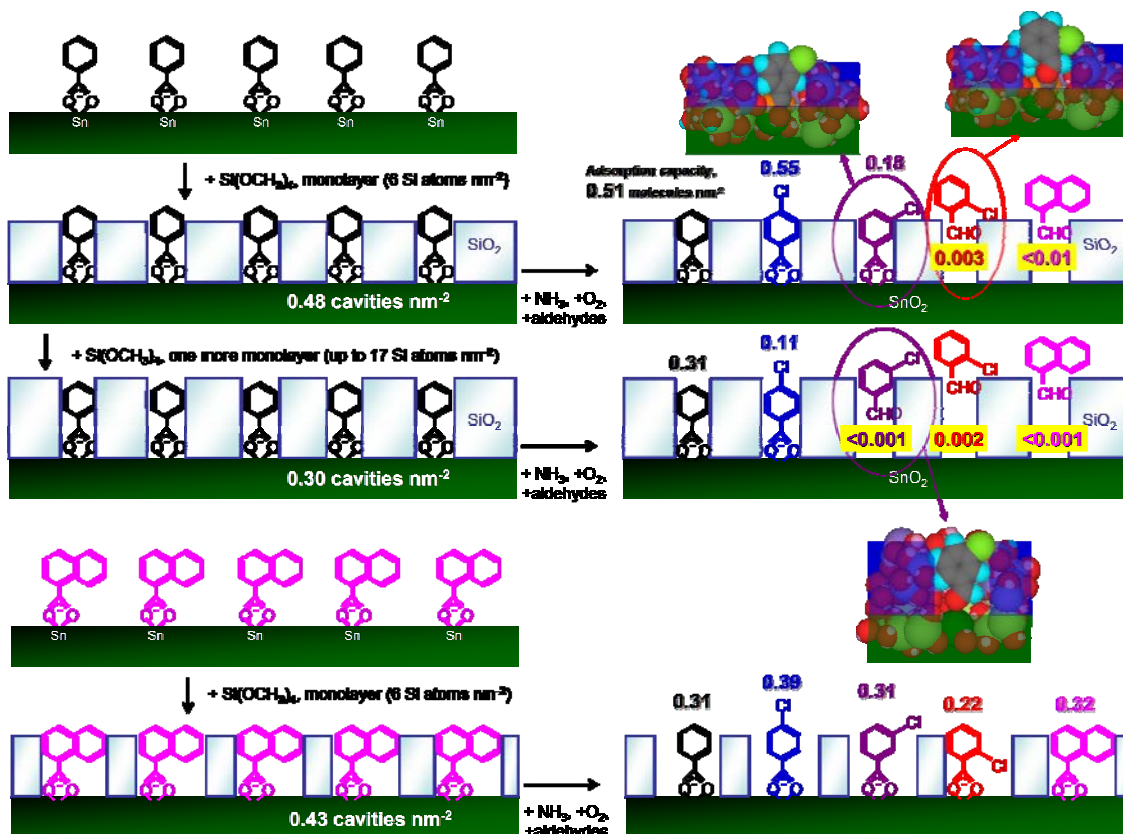 Sn Sn Sn Sn Sn
+ Si(OCH₃)₄, monolayer (6 Si atoms nm⁻²)
SiO₂
0.48 cavities nm⁻²
+ NH₃, +O₂,
+aldehydes
Adsorption capacity,
0.51 molecules nm⁻²
0.55
Cl
0.18
Cl
Cl
CHO
0.003
CHO
<0.01
SiO₂
SnO₂
+ Si(OCH₃)₄, one more monolayer (up to 17 Si atoms nm⁻²)
SiO₂
0.30 cavities nm⁻²
+ NH₃, +O₂,
+aldehydes
0.31
0.11
Cl
Cl
CHO
<0.001
Cl
CHO
0.002
CHO
<0.001
SiO₂
SnO₂
Sn Sn Sn Sn Sn
+ Si(OCH₃)₄, monolayer (6 Si atoms nm⁻²)
0.43 cavities nm⁻²
+ NH₃, +O₂,
+aldehydes
0.31
0.39
Cl
0.31
Cl
0.22
Cl
0.32